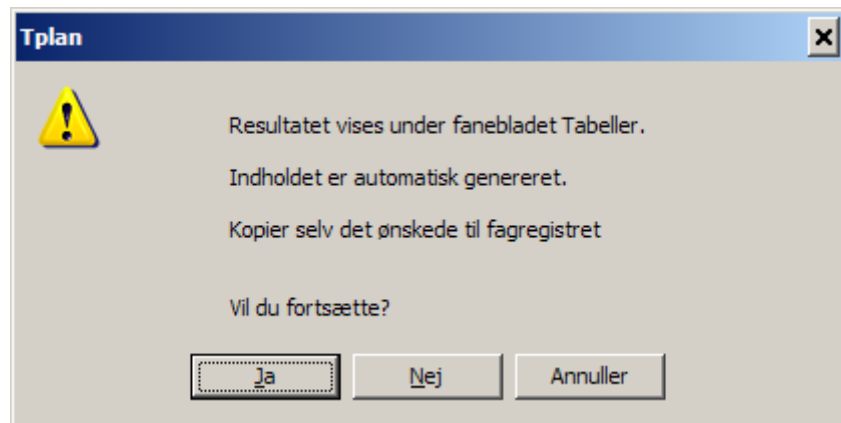 Tplan
Resultatet vises under fanebladet Tabeller.
Indholdet er automatisk genereret.
Kopier selv det ønskede til fagregistret
Vil du fortsætte?
Ja Nej Annuller